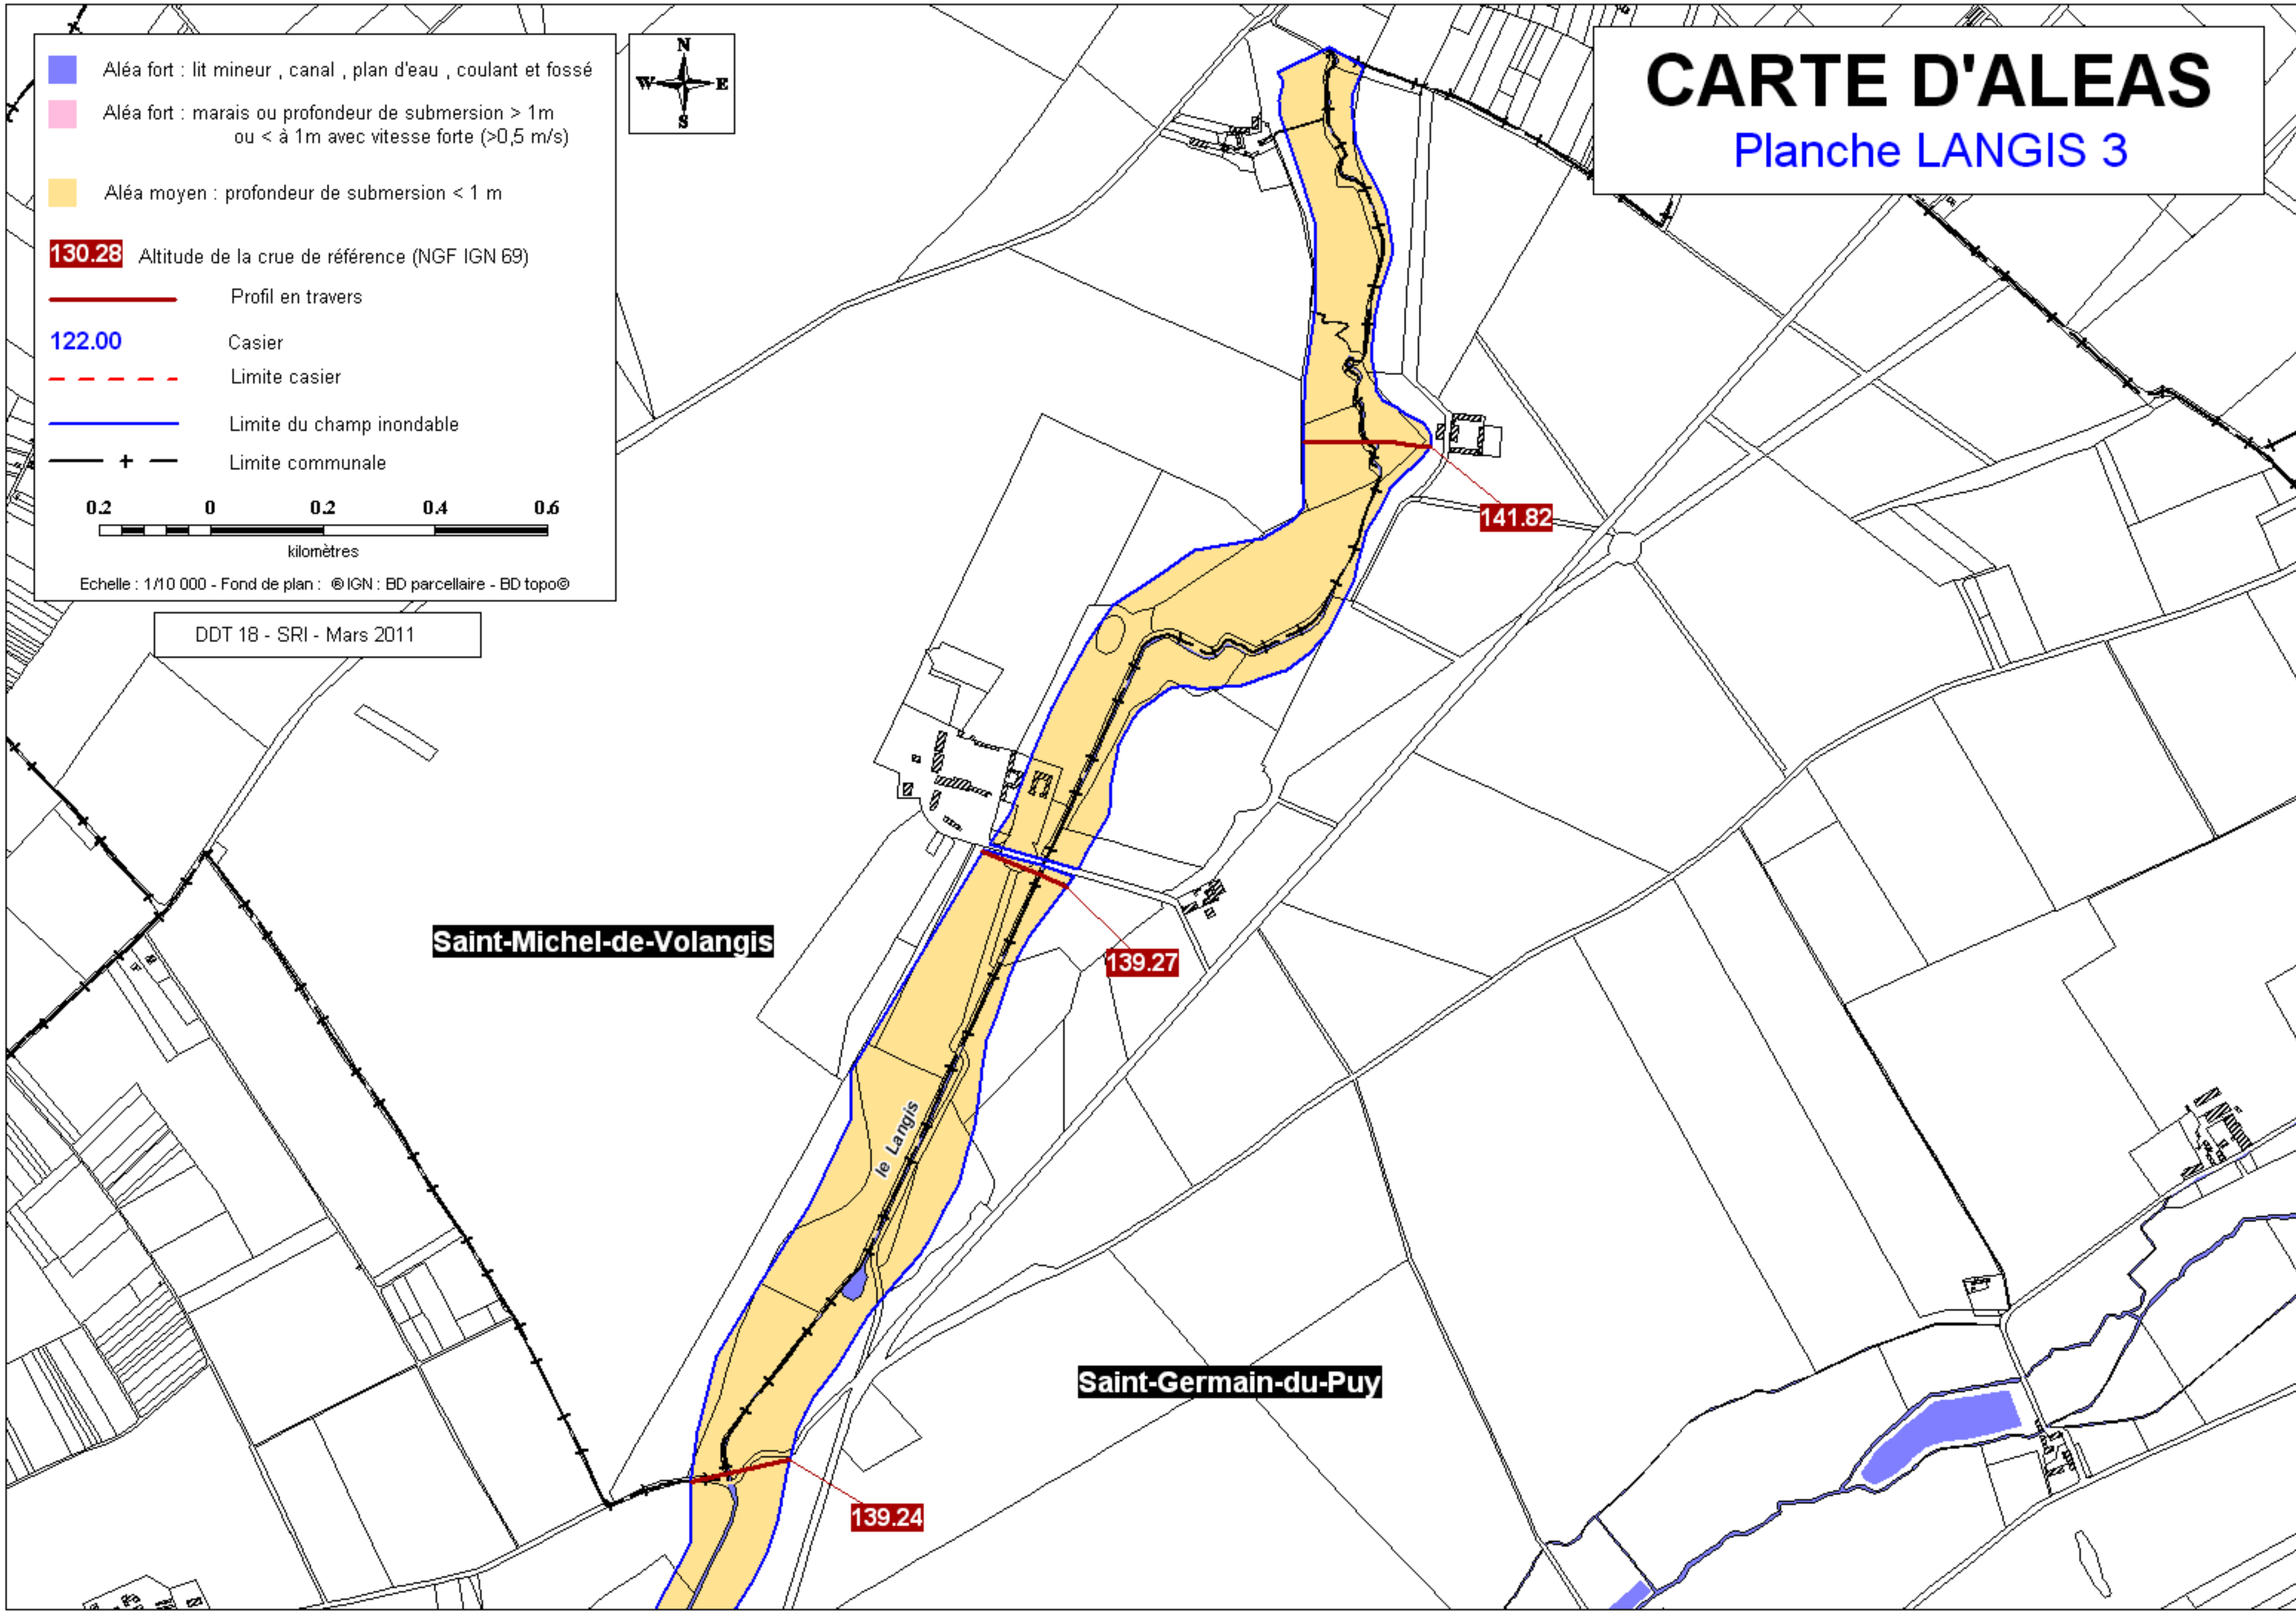 CARTE D'ALEAS
Planche LANGIS 3
Aléa fort : lit mineur , canal , plan d'eau , coulant et fossé
Aléa fort : marais ou profondeur de submersion > 1m
ou < à 1m avec vitesse forte (>0,5 m/s)
Aléa moyen : profondeur de submersion < 1 m
130.28 Altitude de la crue de référence (NGF IGN 69)
Profil en travers
122.00 Casier
Limite casier
Limite du champ inondable
Limite communale
0.2 0 0.2 0.4 0.6
kilomètres
Echelle : 1/10 000 - Fond de plan : ®IGN : BD parcellaire - BD topo©
DDT 18 - SRI - Mars 2011
N
W E
S
141.82
139.27
Saint-Michel-de-Volangis
le Langis
Saint-Germain-du-Puy
139.24